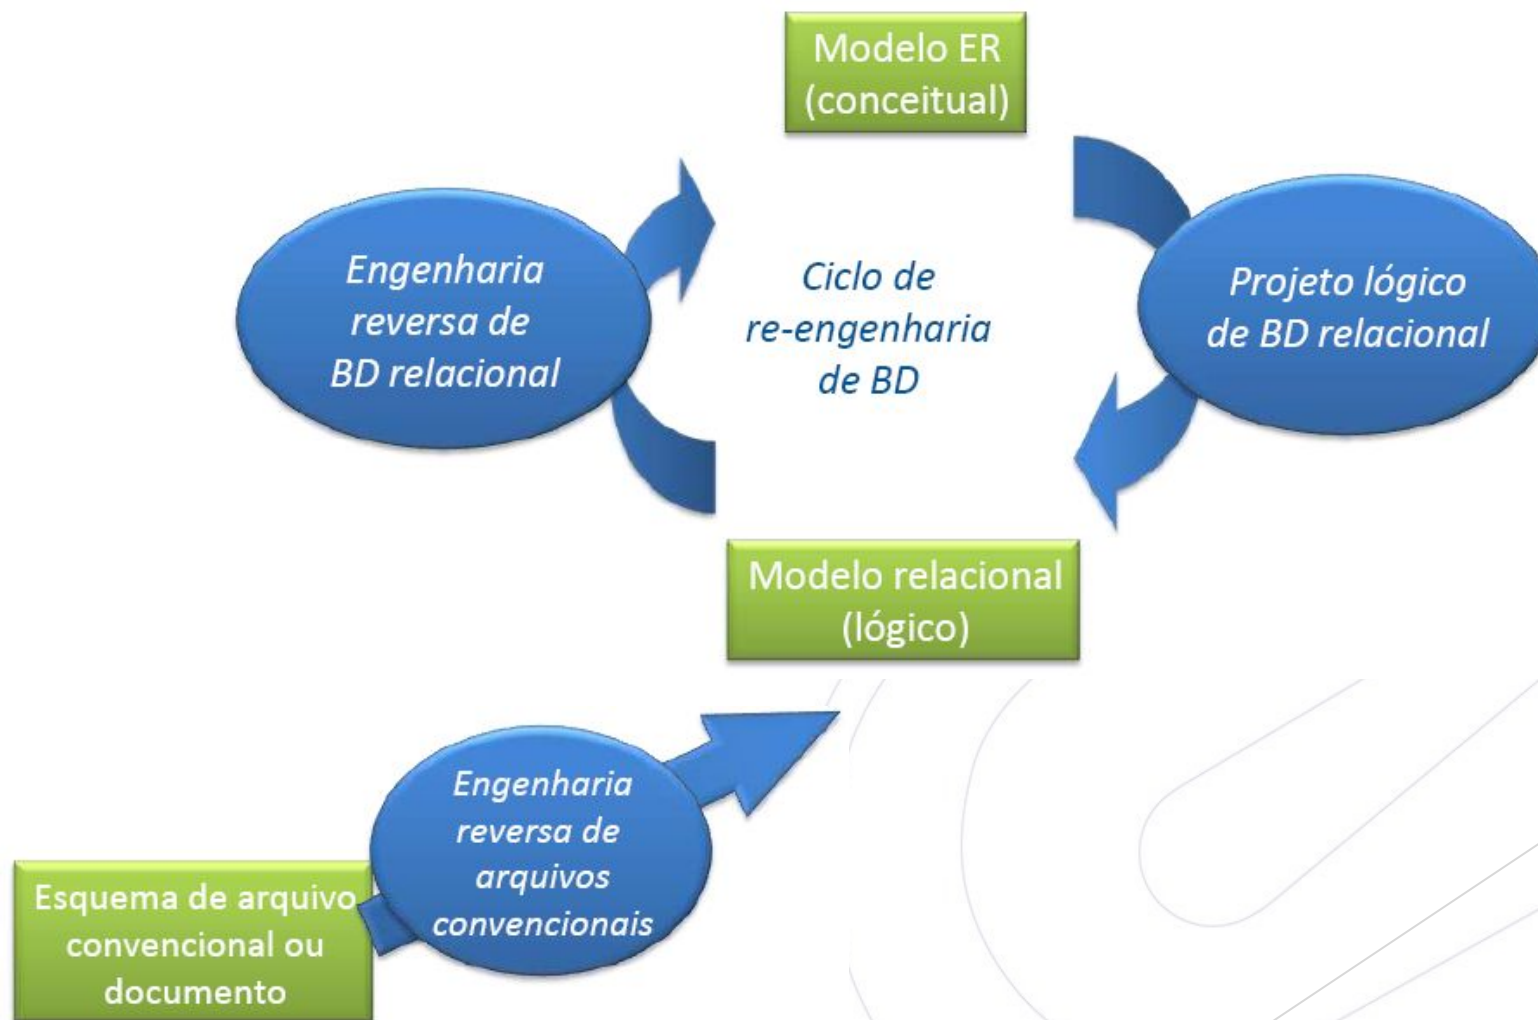 Modelo ER
(conceitual)
Engenharia
reversa de
BD relacional
Ciclo de
re-engenharia
de BD
Projeto lógico
de BD relacional
Modelo relacional
(lógico)
Engenharia
reversa de
arquivos
convencionais
Esquema de arquivo
convencional ou
documento